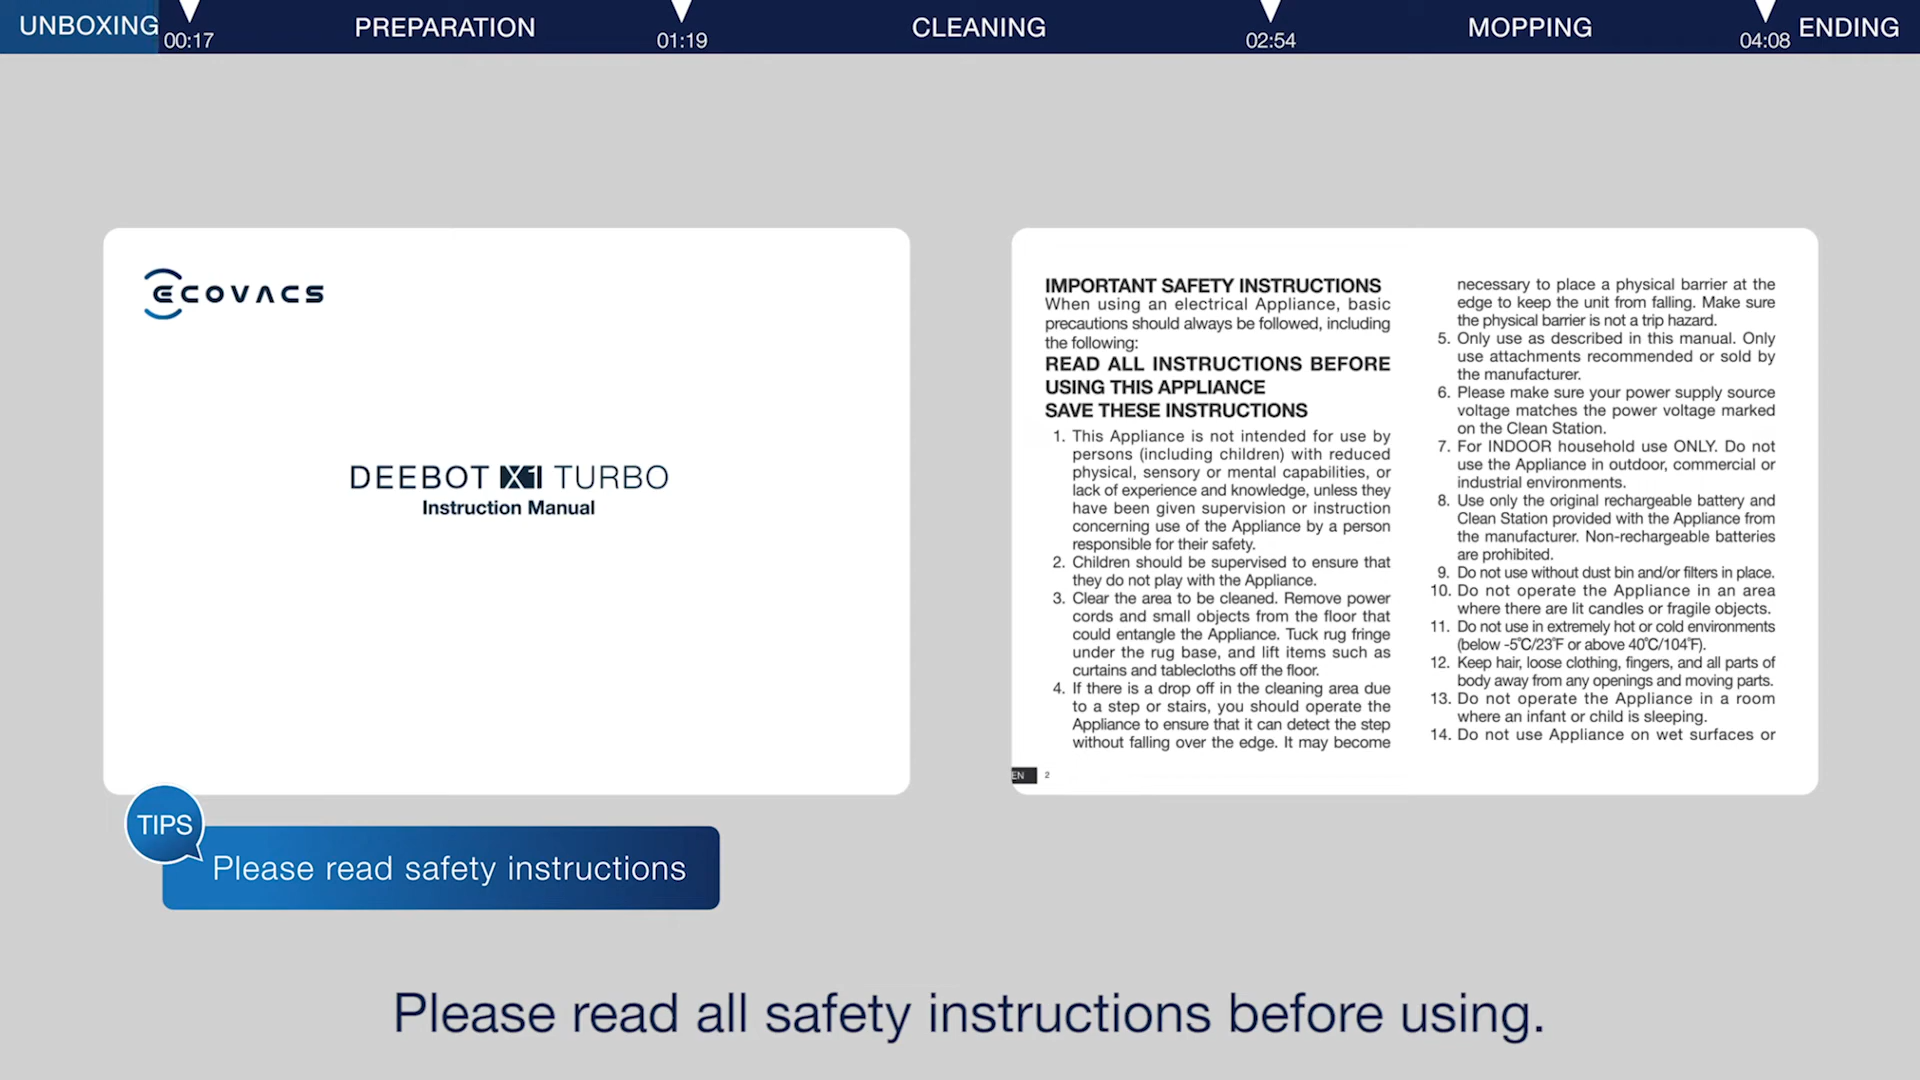 UNBOXING
00:17
PREPARATION
01:19
CLEANING
02:54
MOPPING
04:08
ENDING
ECOVACS
DEEBOT X1 TURBO
Instruction Manual
IMPORTANT SAFETY INSTRUCTIONS
When using an electrical Appliance, basic
precautions should always be followed, including
the following:
READ ALL INSTRUCTIONS BEFORE
USING THIS APPLIANCE
SAVE THESE INSTRUCTIONS
1. This Appliance is not intended for use by
persons (including children) with reduced
physical, sensory or mental capabilities, or
lack of experience and knowledge, unless they
have been given supervision or instruction
concerning use of the Appliance by a person
responsible for their safety.
2. Children should be supervised to ensure that
they do not play with the Appliance.
3. Clear the area to be cleaned. Remove power
cords and small objects from the floor that
could entangle the Appliance. Tuck rug fringe
under the rug base, and lift items such as
curtains and tablecloths off the floor.
4. If there is a drop off in the cleaning area due
to a step or stairs, you should operate the
Appliance to ensure that it can detect the step
without falling over the edge. It may become
necessary to place a physical barrier at the
edge to keep the unit from falling. Make sure
the physical barrier is not a trip hazard.
5. Only use as described in this manual. Only
use attachments recommended or sold by
the manufacturer.
6. Please make sure your power supply source
voltage matches the power voltage marked
on the Clean Station.
7. For INDOOR household use ONLY. Do not
use the Appliance in outdoor, commercial or
industrial environments.
8. Use only the original rechargeable battery and
Clean Station provided with the Appliance from
the manufacturer. Non-rechargeable batteries
are prohibited.
9. Do not use without dust bin and/or filters in place.
10. Do not operate the Appliance in an area
where there are lit candles or fragile objects.
11. Do not use in extremely hot or cold environments
(below -5˚C/23˚F or above 40˚C/104˚F).
12. Keep hair, loose clothing, fingers, and all parts of
body away from any openings and moving parts.
13. Do not operate the Appliance in a room
where an infant or child is sleeping.
14. Do not use Appliance on wet surfaces or
EN 2
TIPS
Please read safety instructions
Please read all safety instructions before using.